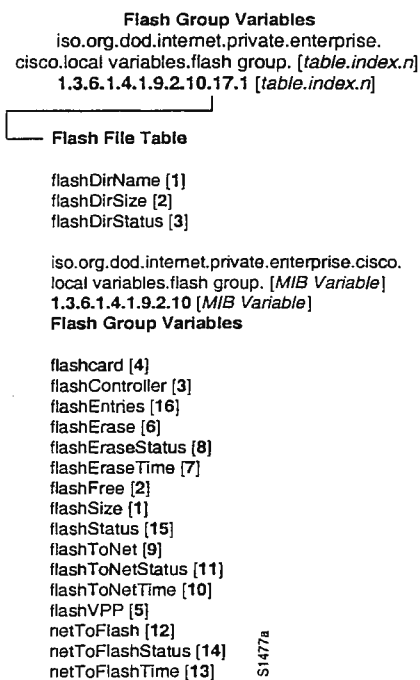 Flash Group Variables
iso.org.dod.internet.private.enterprise.
cisco.local variables.flash group. [table.index.n]
1.3.6.1.4.1.9.2.10.17.1 [table.index.n]
Flash File Table
flashDirName [1]
flashDirSize [2]
flashDirStatus [3]
iso.org.dod.internet.private.enterprise.cisco.
local variables.flash group. [MIB Variable]
1.3.6.1.4.1.9.2.10 [MIB Variable]
Flash Group Variables
flashcard [4]
flashController [3]
flashEntries [16]
flashErase [6]
flashEraseStatus [8]
flashEraseTime [7]
flashFree [2]
flashSize [1]
flashStatus [15]
flashToNet [9]
flashToNetStatus [11]
flashToNetTime [10]
flashVPP [5]
netToFlash [12]
netToFlashStatus [14]
netToFlashTime [13]
S1477a